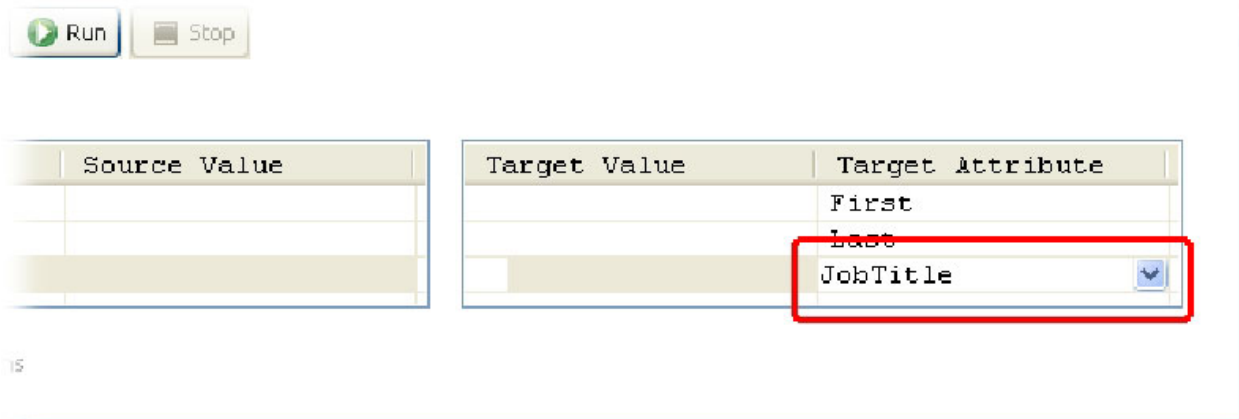 Run Stop
Source Value Target Value Target Attribute
First
Last
JobTitle